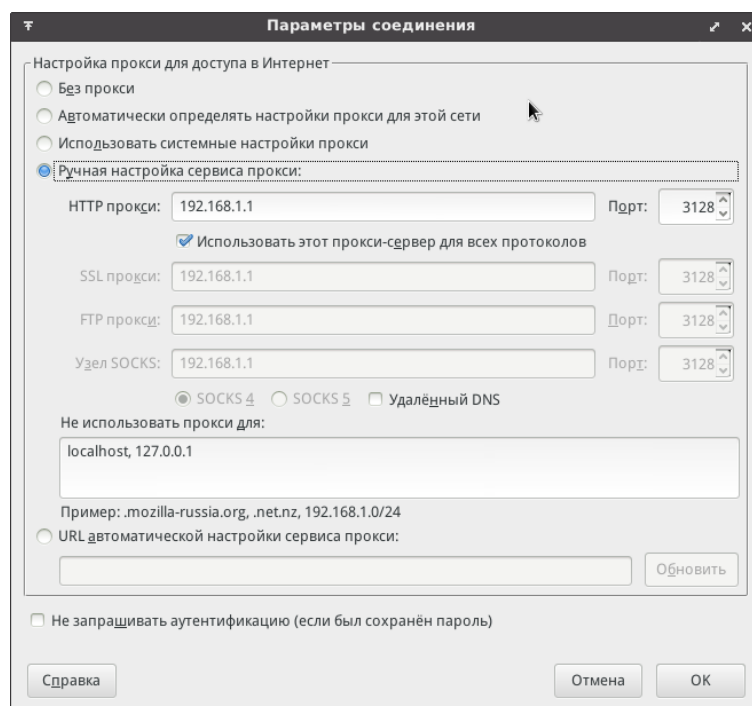 Параметры соединения
Настройка прокси для доступа в Интернет
Без прокси
Автоматически определять настройки прокси для этой сети
Использовать системные настройки прокси
Ручная настройка сервиса прокси:
HTTP прокси: 192.168.1.1 Порт: 3128
Использовать этот прокси-сервер для всех протоколов
SSL прокси: 192.168.1.1 Порт: 3128
FTP прокси: 192.168.1.1 Порт: 3128
Узел SOCKS: 192.168.1.1 Порт: 3128
SOCKS 4 SOCKS 5 Удалённый DNS
Не использовать прокси для:
localhost, 127.0.0.1
Пример: .mozilla-russia.org, .net.nz, 192.168.1.0/24
URL автоматической настройки сервиса прокси:
Обновить
Не запрашивать аутентификацию (если был сохранён пароль)
Справка Отмена OK